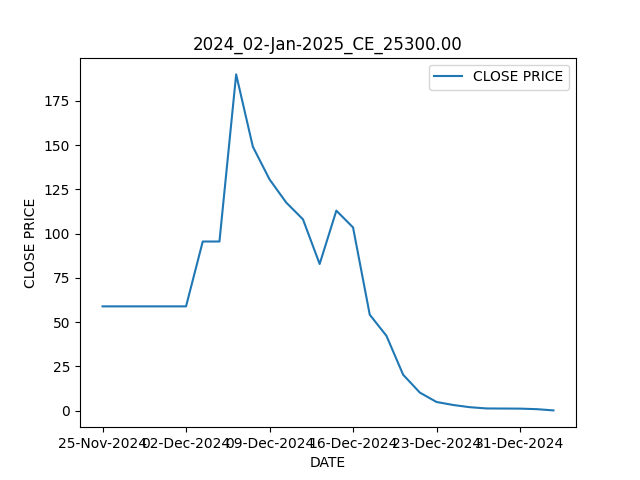 2024_02-Jan-2025_CE_25300.00
CLOSE PRICE
175
150
125
100
75
50
25
0
CLOSE PRICE
25-Nov-2024
02-Dec-2024
09-Dec-2024
16-Dec-2024
23-Dec-2024
31-Dec-2024
DATE